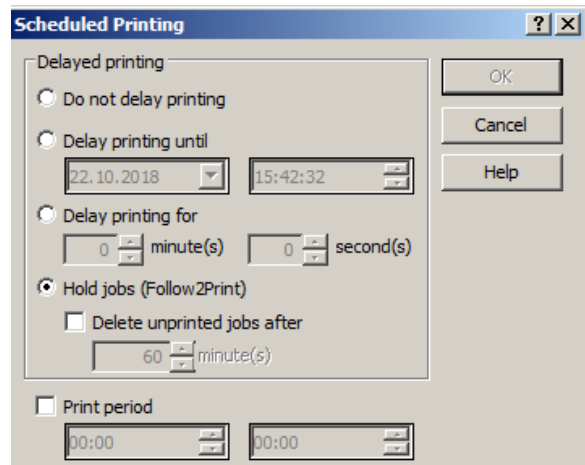 Scheduled Printing
Delayed printing
OK
Do not delay printing
Cancel
Delay printing until
22.10.2018 15:42:32
Help
Delay printing for
0 minute(s) 0 second(s)
Hold jobs (Follow2Print)
Delete unprinted jobs after
60 minute(s)
Print period
00:00 00:00